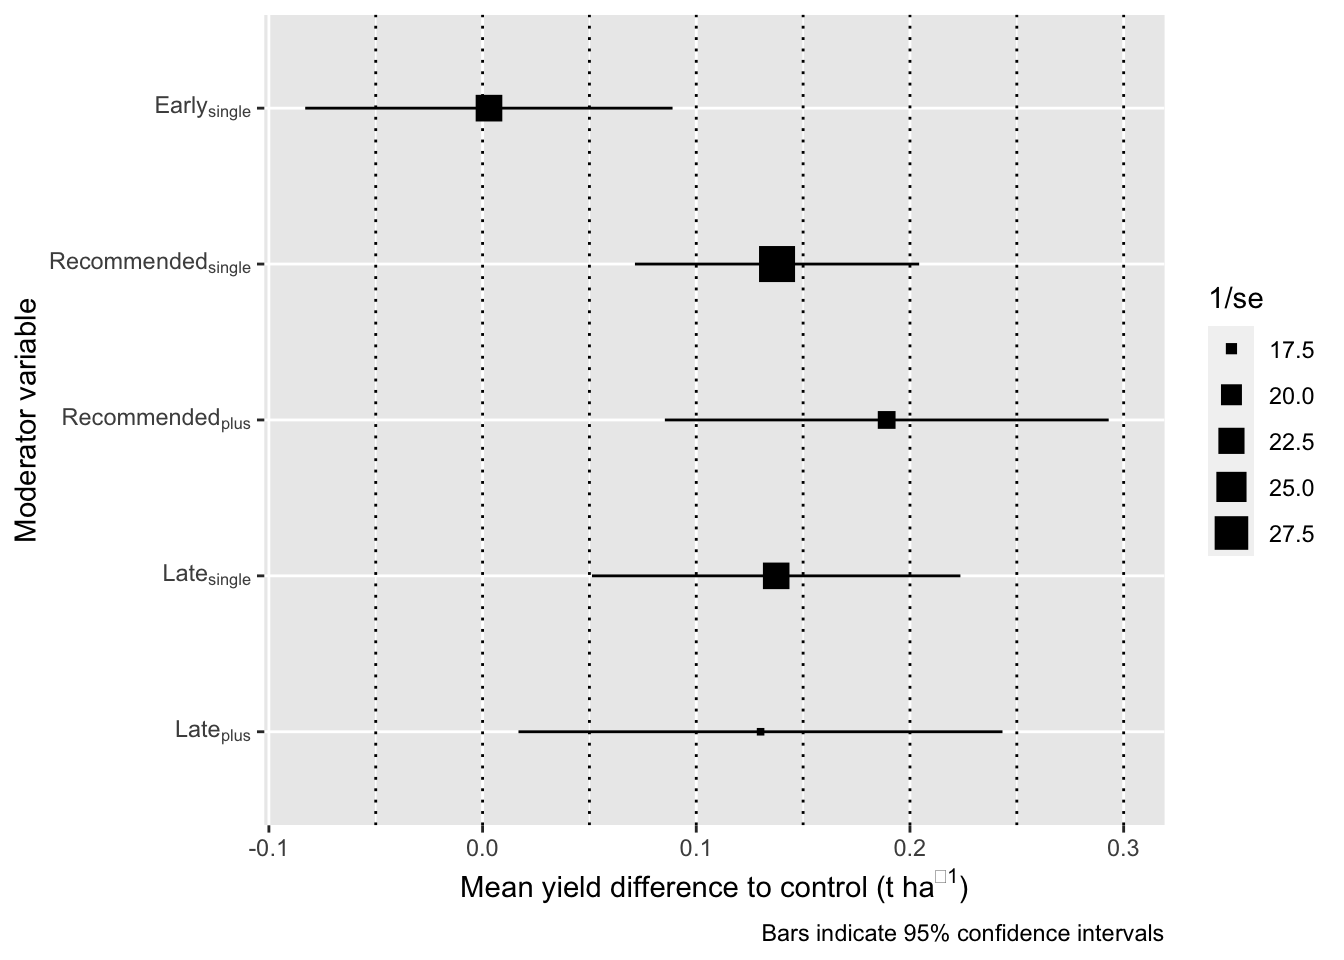 Early_single
Recommended_single
Recommended_plus
Late_single
Late_plus
Moderator variable
-0.1 0.0 0.1 0.2 0.3
Mean yield difference to control (t ha□1)
Bars indicate 95% confidence intervals
1/se
17.5
20.0
22.5
25.0
27.5